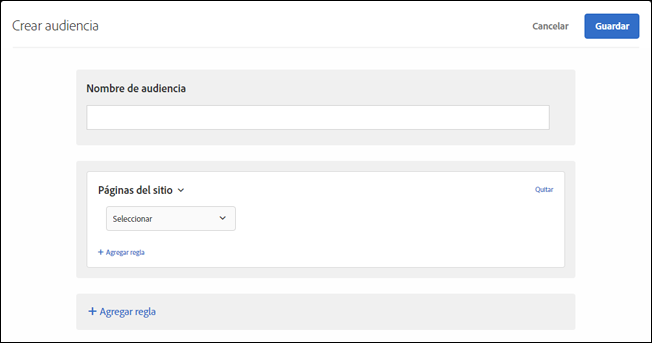 Crear audiencia
Cancelar
Guardar
Nombre de audiencia
Páginas del sitio
Quitar
Seleccionar
+ Agregar regla
+ Agregar regla